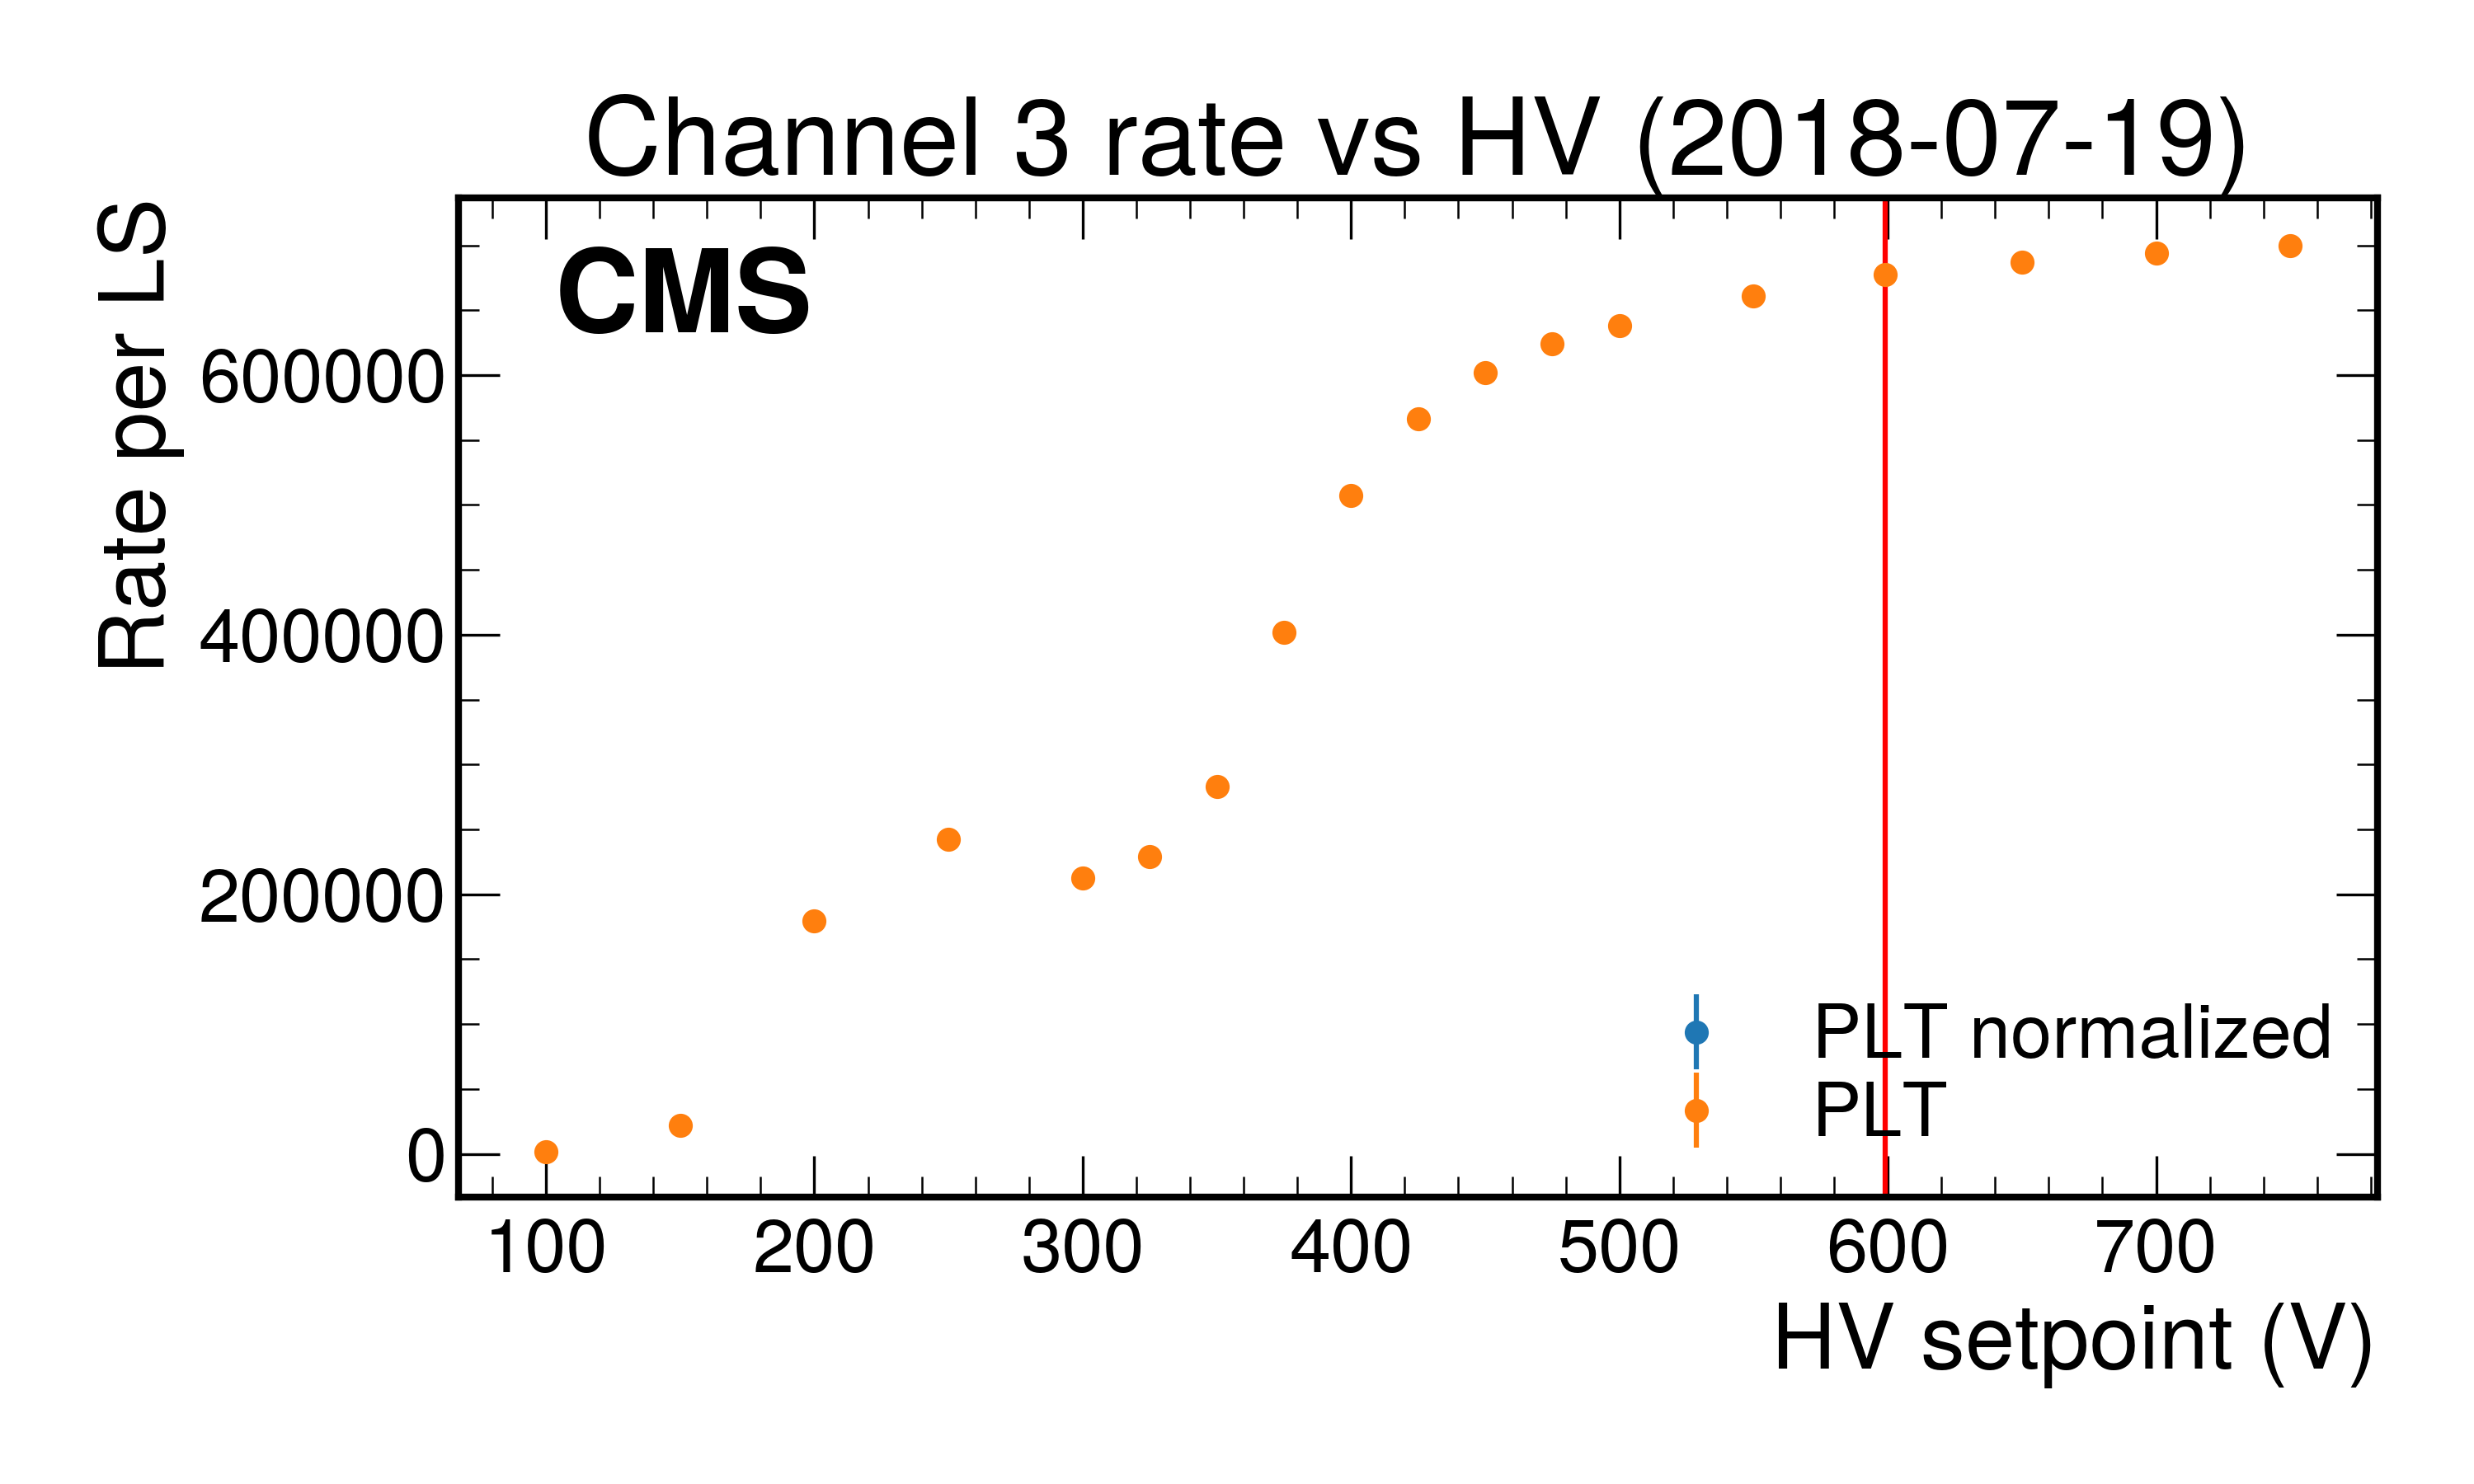 Channel 3 rate vs HV (2018-07-19)
CMS
Rate per LS
600000
400000
200000
0
PLT normalized
PLT
100 200 300 400 500 600 700
HV setpoint (V)